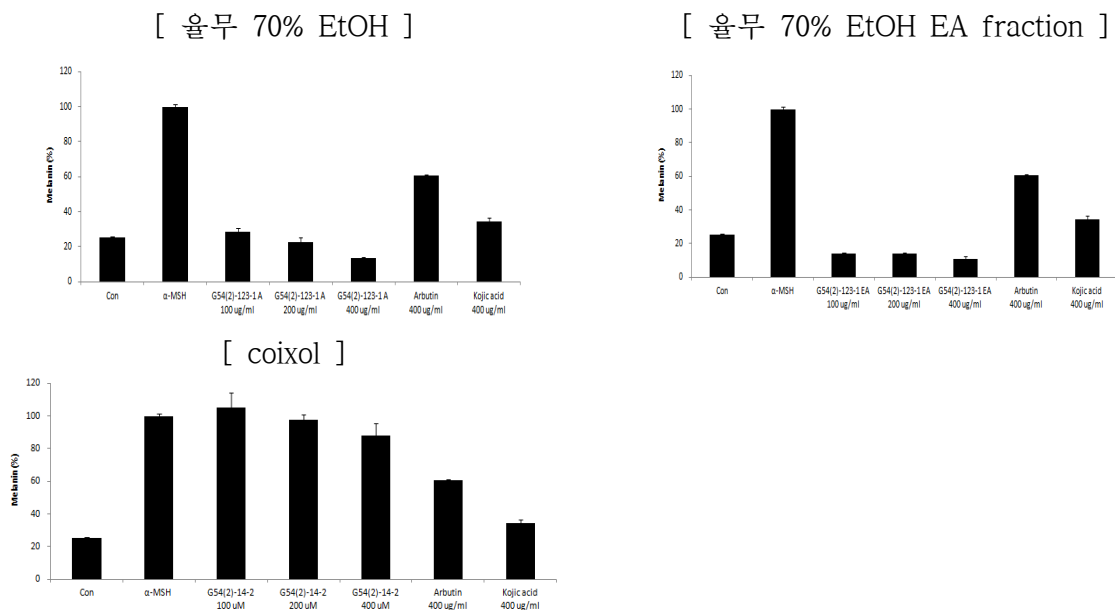 [ 율무 70% EtOH ]
120
100
80
60
40
20
0
Melanin (%)
Con
α-MSH
G54(2)-123-1 A
100 ug/ml
G54(2)-123-1 A
200 ug/ml
G54(2)-123-1 A
400 ug/ml
Arbutin
400 ug/ml
Kojic acid
400 ug/ml
[ 율무 70% EtOH EA fraction ]
120
100
80
60
40
20
0
Melanin (%)
Con
α-MSH
G54(2)-123-1 EA
100 ug/ml
G54(2)-123-1 EA
200 ug/ml
G54(2)-123-1 EA
400 ug/ml
Arbutin
400 ug/ml
Kojic acid
400 ug/ml
[ coixol ]
120
100
80
60
40
20
0
Melanin (%)
Con
α-MSH
G54(2)-14-2
100 uM
G54(2)-14-2
200 uM
G54(2)-14-2
400 uM
Arbutin
400 ug/ml
Kojic acid
400 ug/ml